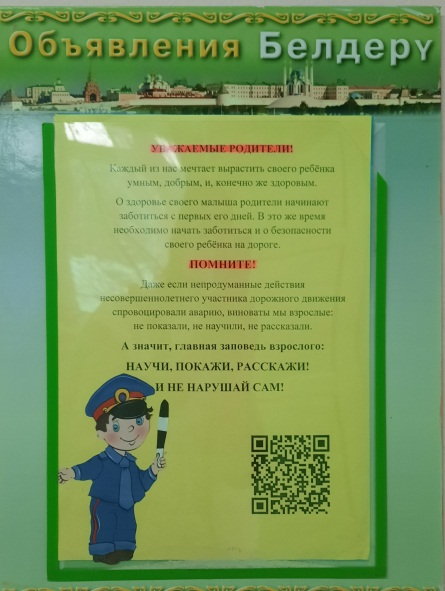 Объявления Белдерү
УВАЖАЕМЫЕ РОДИТЕЛИ!
Каждый из нас мечтает вырастить своего ребёнка
умным, добрым, и, конечно же здоровым.
О здоровье своего малыша родители начинают
заботиться с первых его дней. В это же время
необходимо начать заботиться и о безопасности
своего ребёнка на дороге.
ПОМНИТЕ!
Даже если непродуманные действия
несовершеннолетнего участника дорожного движения
спровоцировали аварию, виноваты мы взрослые:
не показали, не научили, не рассказали.
А значит, главная заповедь взрослого:
НАУЧИ, ПОКАЖИ, РАССКАЖИ!
И НЕ НАРУШАЙ САМ!